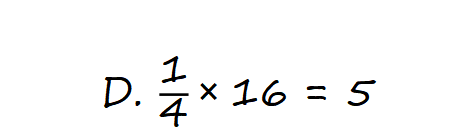 D. 1/4 × 16 = 5